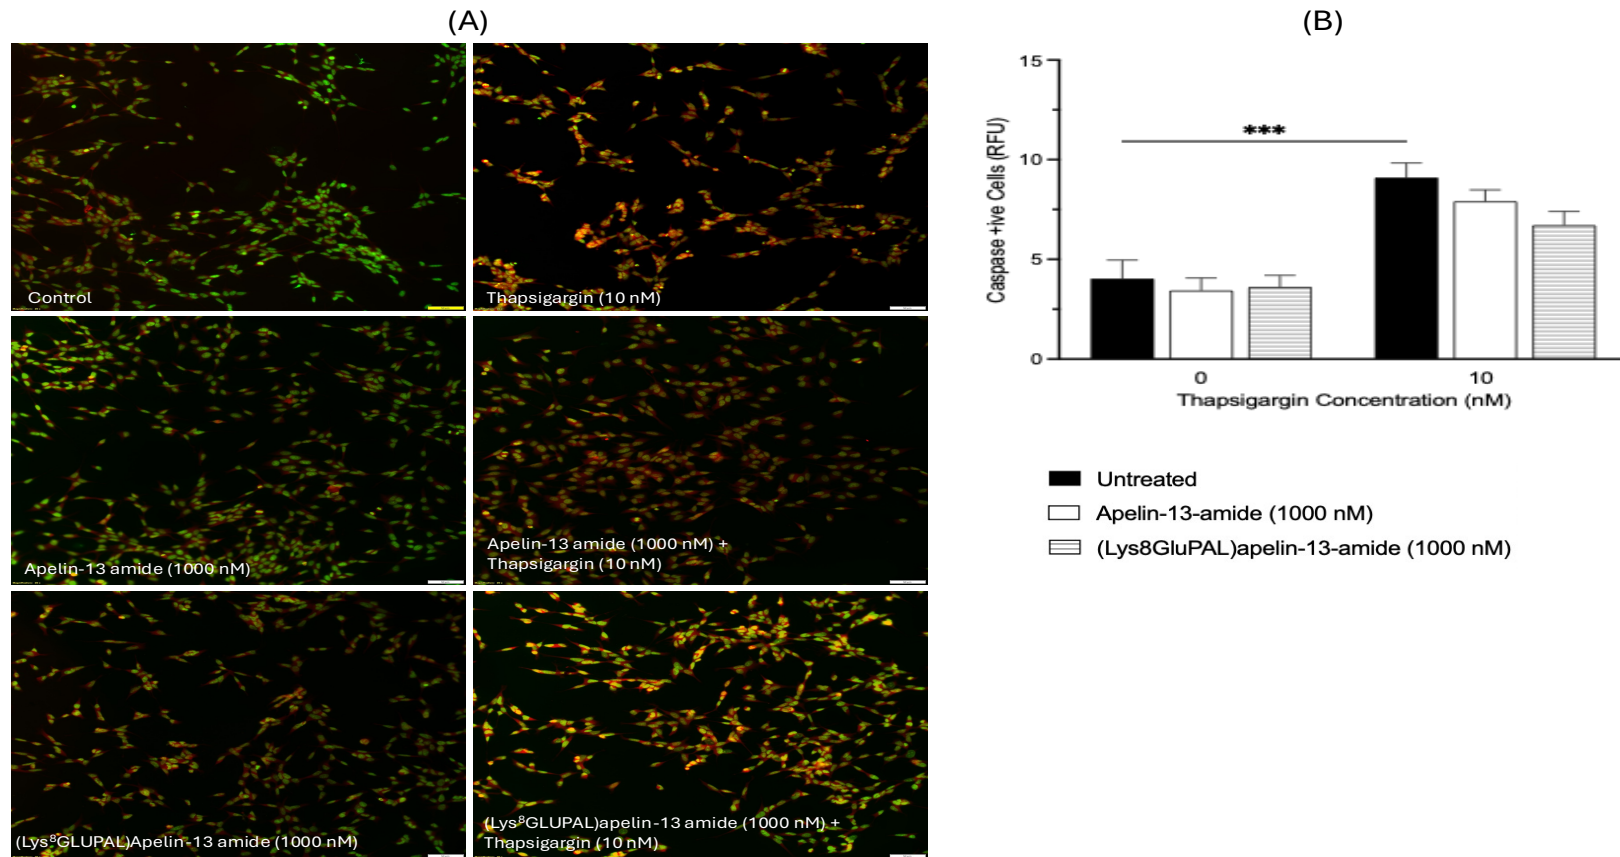 (A)
Control
Thapsigargin (10 nM)
Apelin-13 amide (1000 nM)
Apelin-13 amide (1000 nM) +
Thapsigargin (10 nM)
(Lys⁸GLUPAL)Apelin-13 amide (1000 nM)
(Lys⁸GLUPAL)apelin-13 amide (1000 nM) +
Thapsigargin (10 nM)
(B)
Caspase +ive Cells (RFU)
15
10
5
0
***
0
10
Thapsigargin Concentration (nM)
Untreated
Apelin-13-amide (1000 nM)
(Lys8GluPAL)apelin-13-amide (1000 nM)